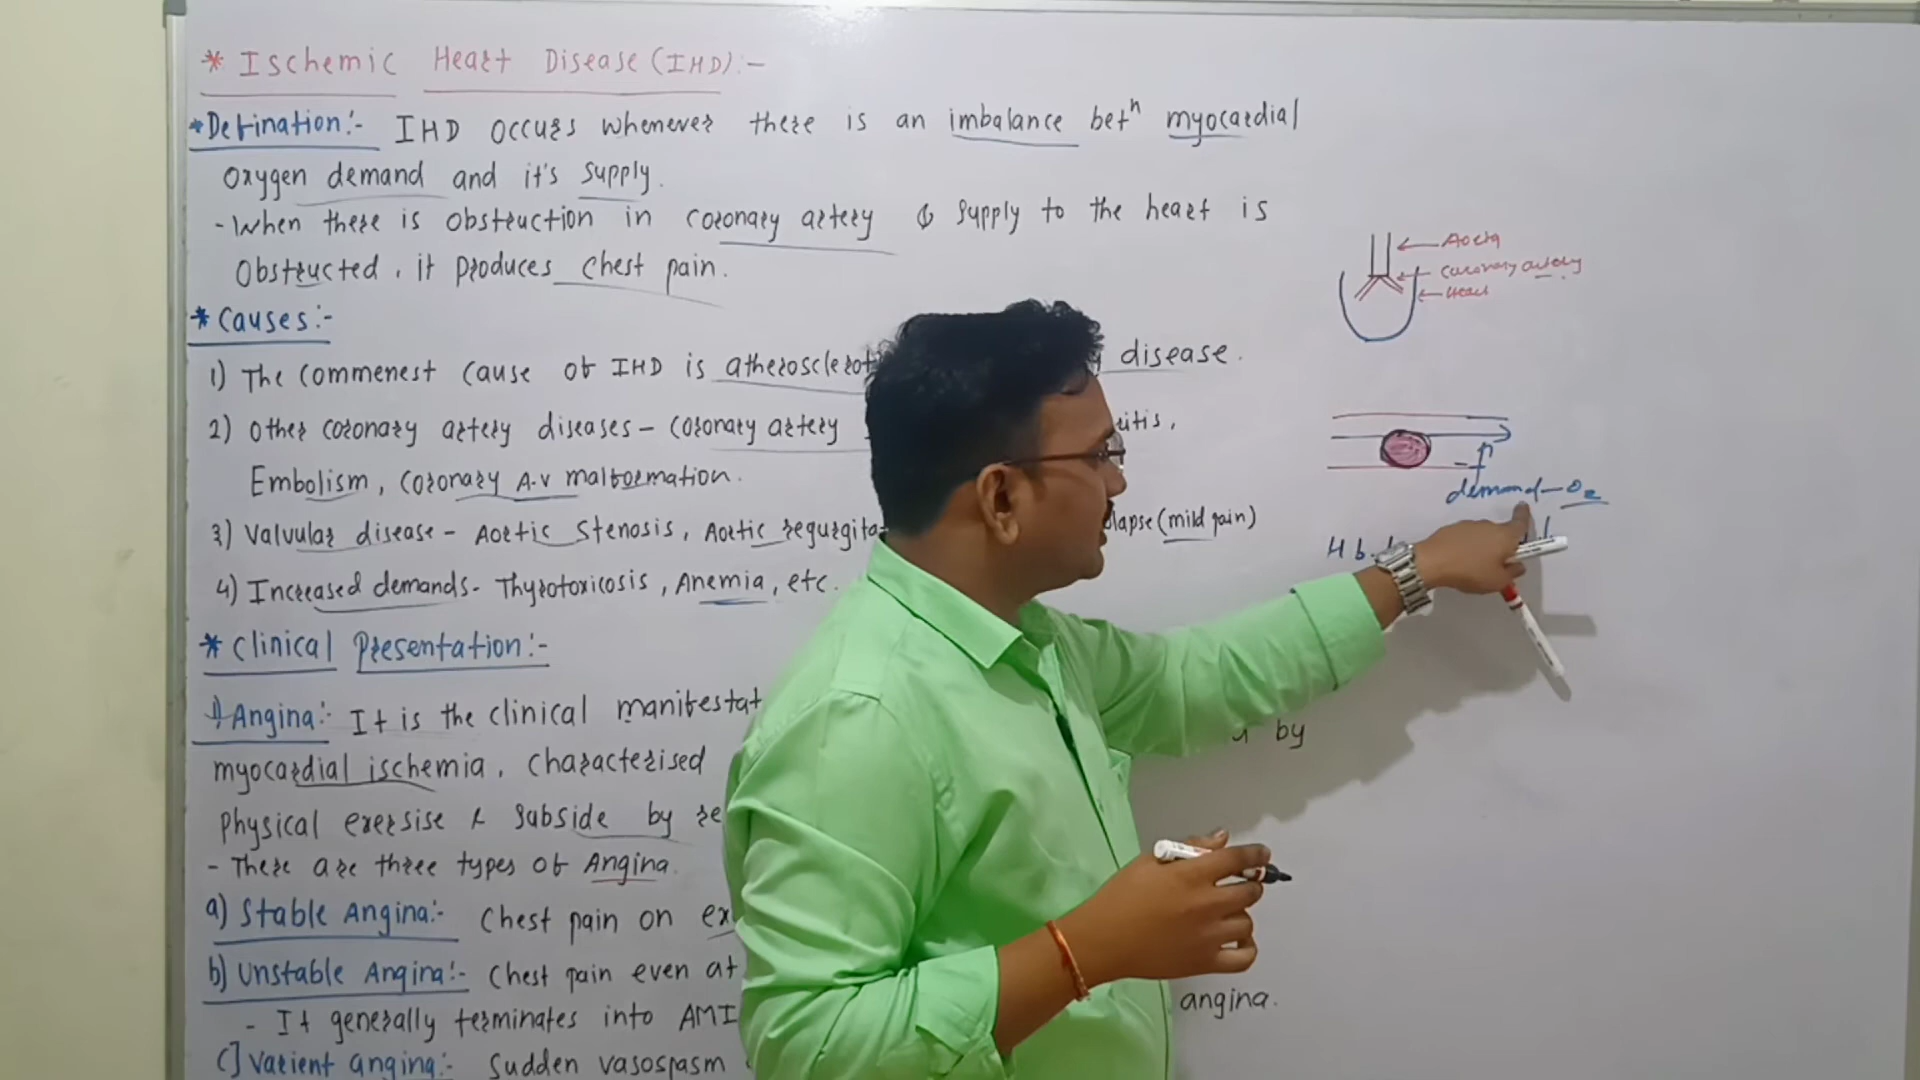 * Ischemic Heart Disease (IHD):-
*Defination:- IHD occurs whenever there is an imbalance betⁿ myocardial
oxygen demand and it's supply.
- When there is obstruction in coronary artery & supply to the heart is
obstructed, it produces chest pain.
* Causes:-
1) The commenest cause of IHD is disease.
2) Other coronary artery diseases - coronary artery
Embolism, coronary A-V malformation.
3) Valvular disease - Aortic Stenosis, Aortic (mild pain)
4) Increased demands - Thyrotoxicosis, Anemia, etc.
* Clinical Presentation:-
1) Angina:- It is the clinical by
myocardial ischemia, characterised
physical exersise & subside by
- There are three types of Angina.
a) Stable Angina:- Chest pain on
b) Unstable Angina:- Chest pain even at
- It generally terminates into AMI angina.
C] Varient angina:- Sudden vasospasm
Aorta
coronary artery
Heart
demand - O2
Hb